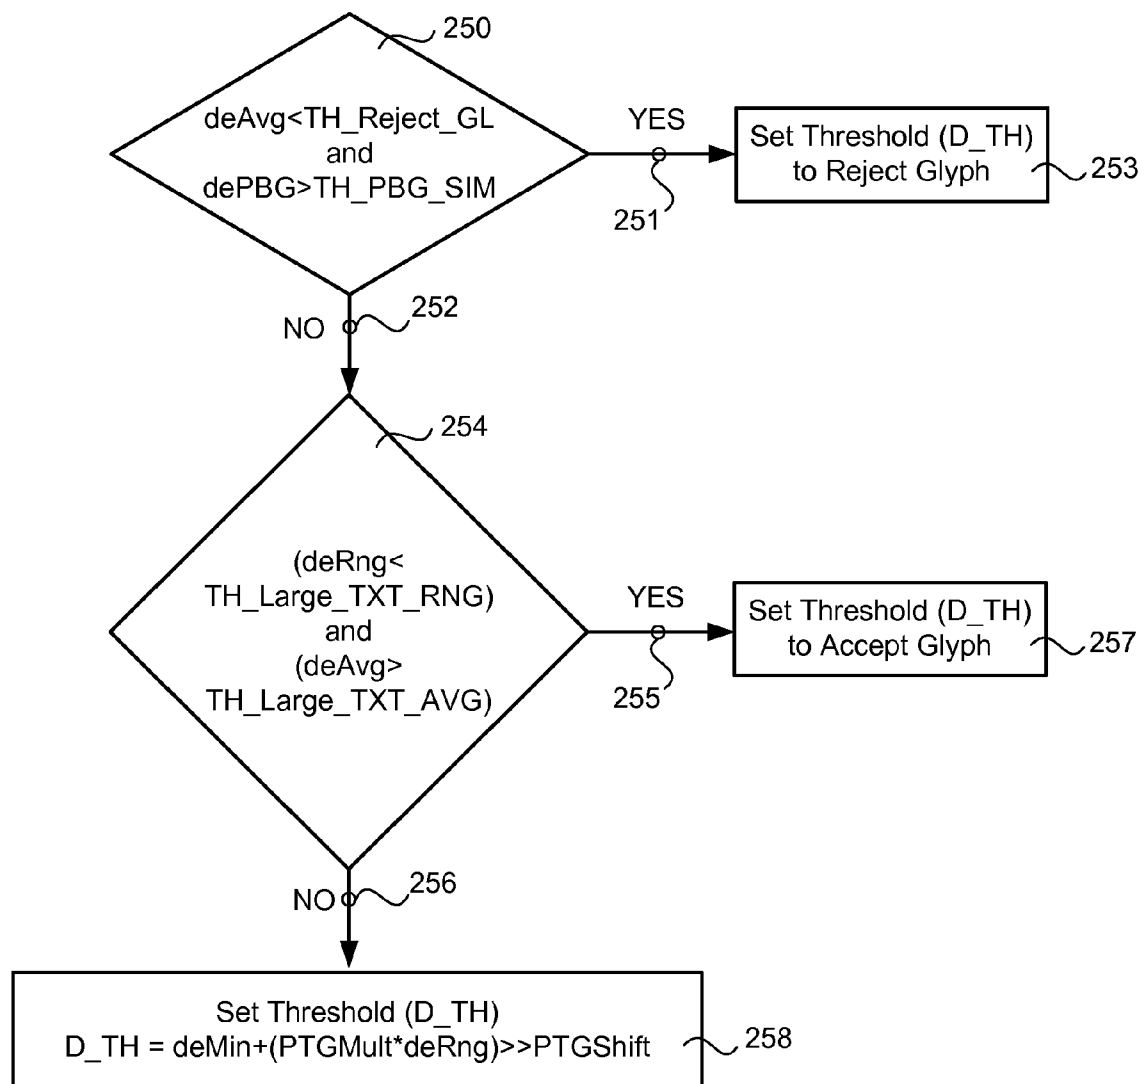 250
deAvg<TH_Reject_GL
and
dePBG>TH_PBG_SIM
YES
251
Set Threshold (D_TH)
to Reject Glyph
253
NO
252
254
(deRng<
TH_Large_TXT_RNG)
and
(deAvg>
TH_Large_TXT_AVG)
YES
255
Set Threshold (D_TH)
to Accept Glyph
257
NO
256
Set Threshold (D_TH)
D_TH = deMin+(PTGMult*deRng)>>PTGShift
258